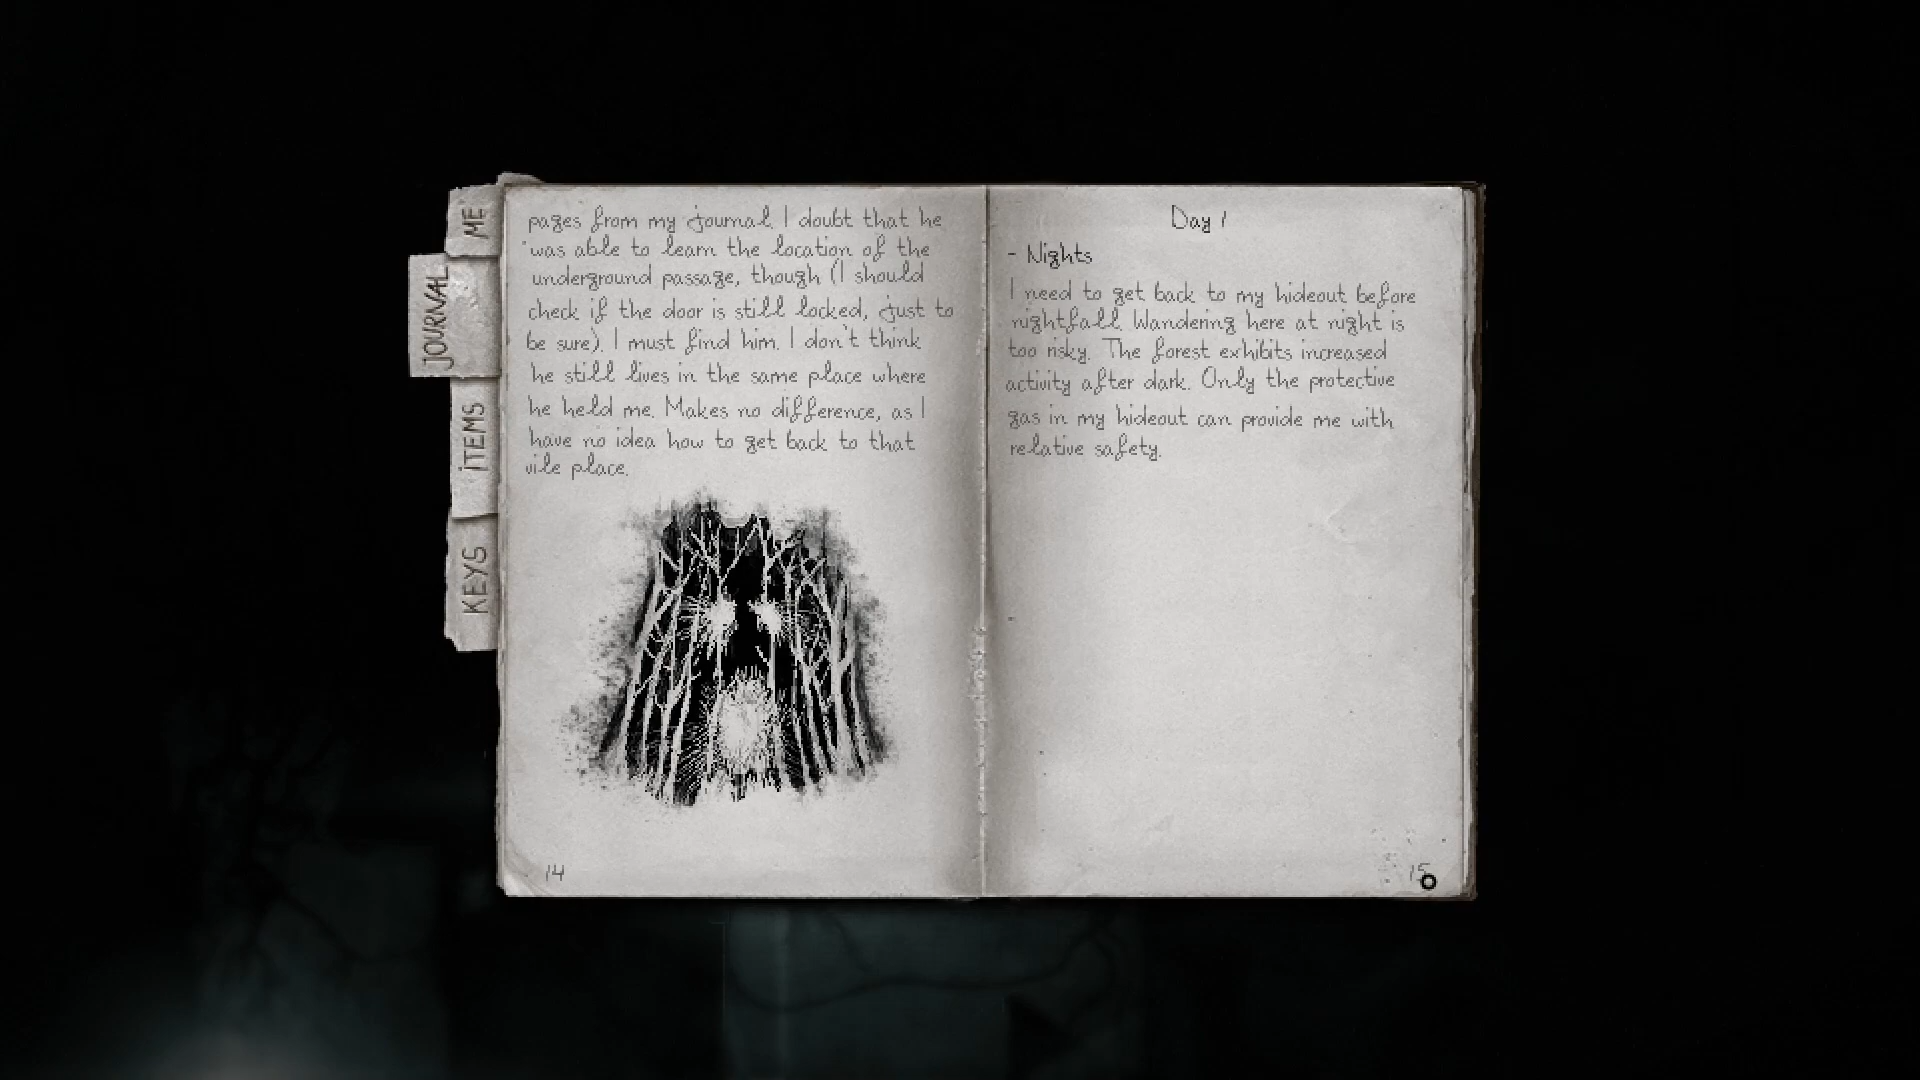 ME
JOURNAL
ITEMS
KEYS
pages from my journal. I doubt that he
was able to learn the location of the
underground passage, though (I should
check if the door is still locked, just to
be sure). I must find him. I don't think
he still lives in the same place where
he held me. Makes no difference, as I
have no idea how to get back to that
vile place.
14
Day 1
- Nights
I need to get back to my hideout before
nightfall. Wandering here at night is
too risky. The forest exhibits increased
activity after dark. Only the protective
gas in my hideout can provide me with
relative safety.
15